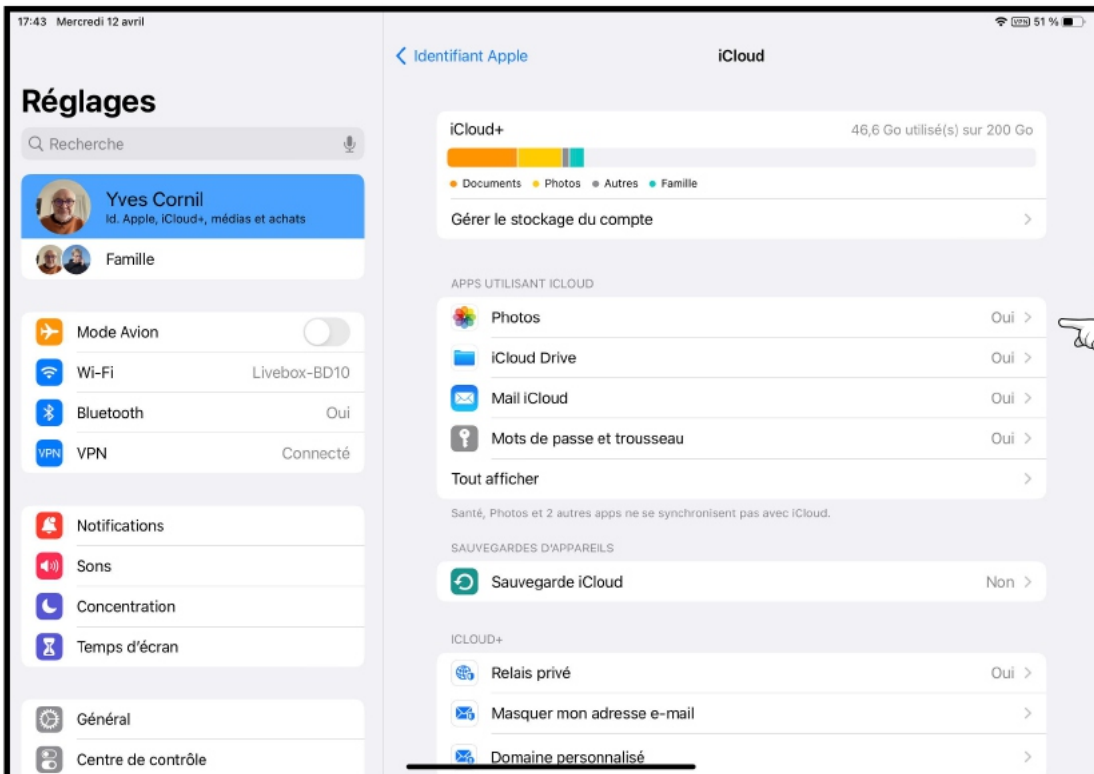 17:43 Mercredi 12 avril
VPN 51 %
Identifiant Apple
iCloud
Réglages
Recherche
Yves Cornil
Id. Apple, iCloud+, médias et achats
Famille
Mode Avion
Wi-Fi Livebox-BD10
Bluetooth Oui
VPN VPN Connecté
Notifications
Sons
Concentration
Temps d'écran
Général
Centre de contrôle
iCloud+ 46,6 Go utilisé(s) sur 200 Go
Documents Photos Autres Famille
Gérer le stockage du compte
APPS UTILISANT ICLOUD
Photos Oui
iCloud Drive Oui
Mail iCloud Oui
Mots de passe et trousseau Oui
Tout afficher
Santé, Photos et 2 autres apps ne se synchronisent pas avec iCloud.
SAUVEGARDES D'APPAREILS
Sauvegarde iCloud Non
ICLOUD+
Relais privé Oui
Masquer mon adresse e-mail
Domaine personnalisé